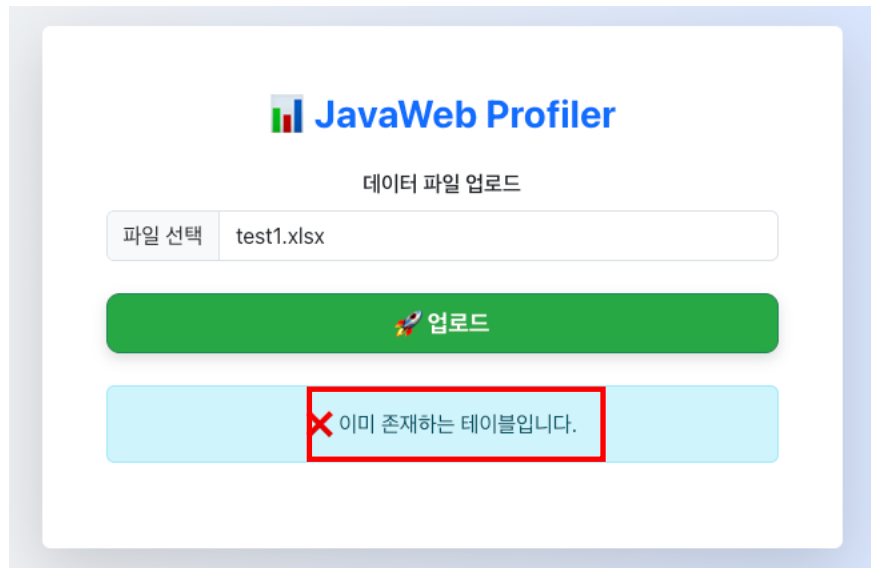 JavaWeb Profiler
데이터 파일 업로드
파일 선택 test1.xlsx
업로드
이미 존재하는 테이블입니다.